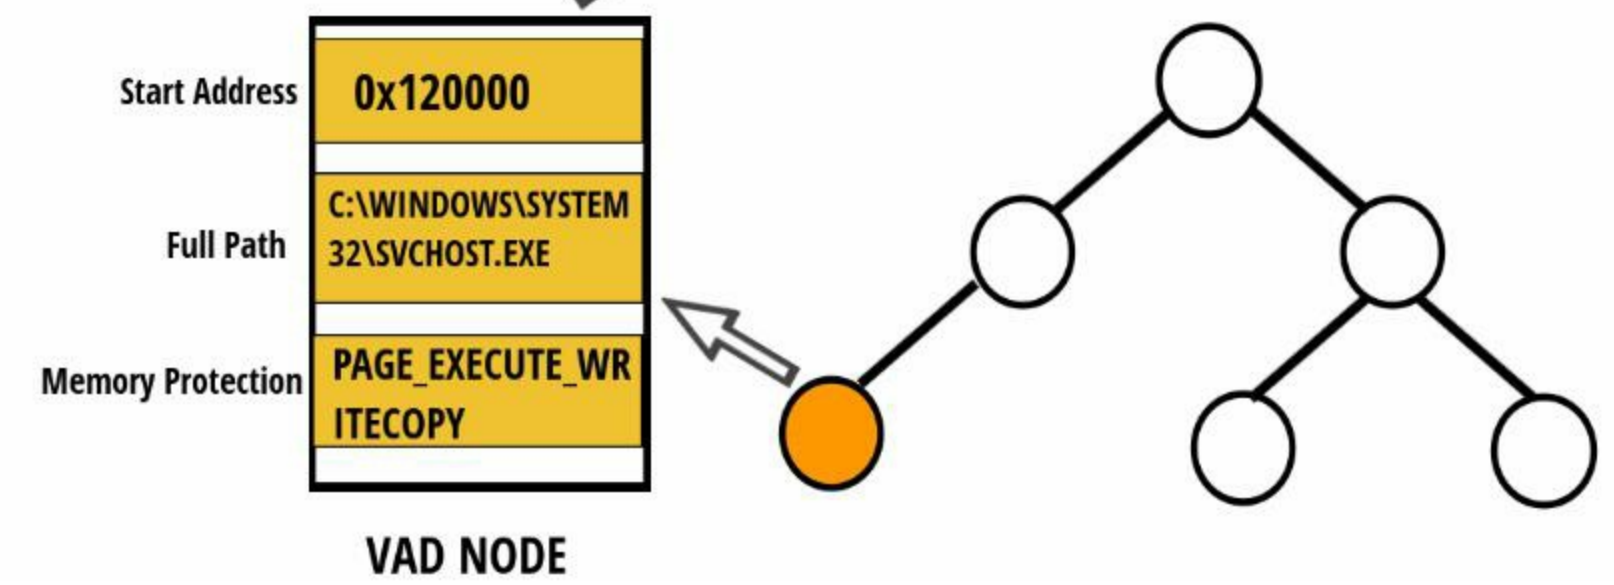 Start Address
0x120000
Full Path
C:\WINDOWS\SYSTEM
32\SVCHOST.EXE
Memory Protection
PAGE_EXECUTE_WR
ITECOPY
VAD NODE